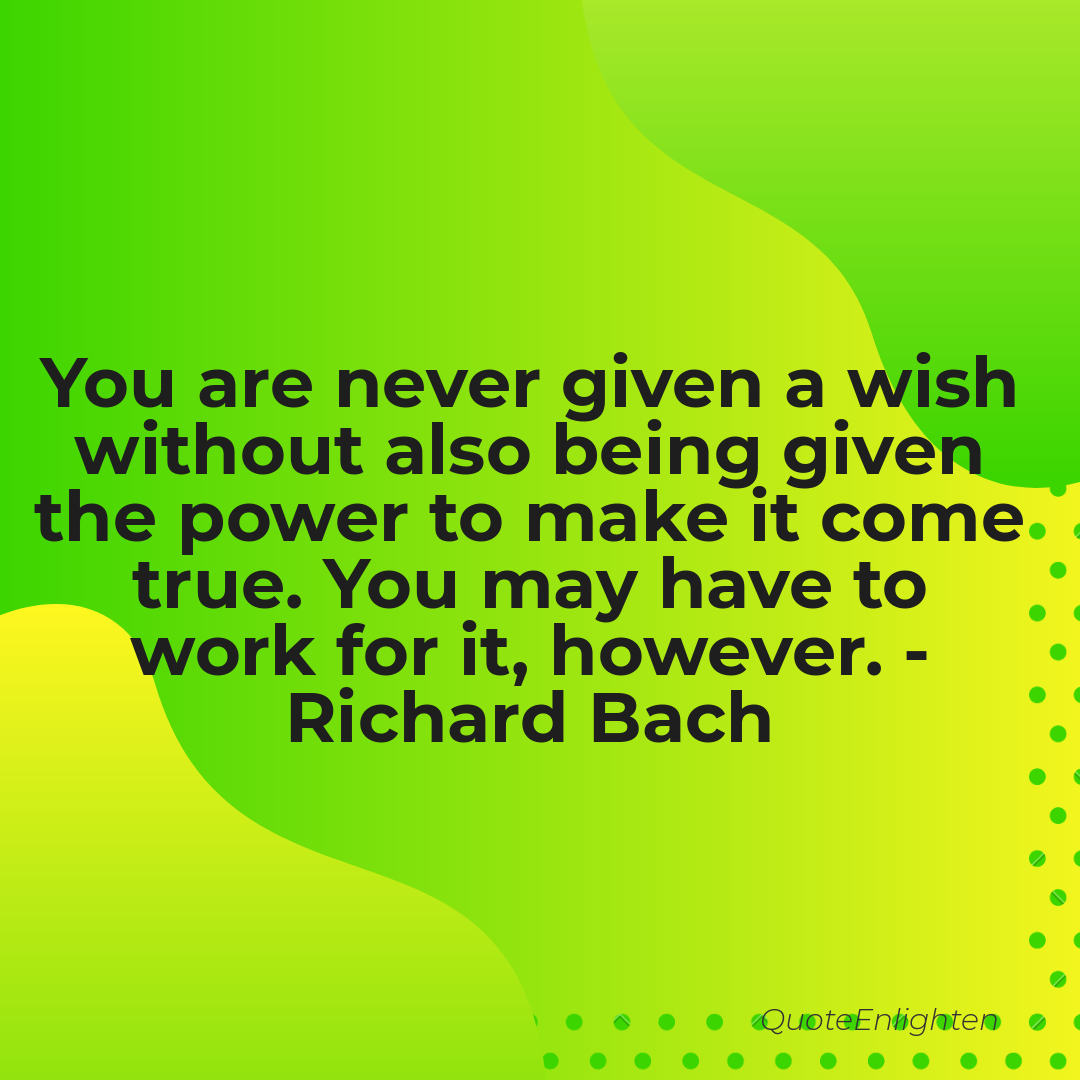 You are never given a wish
without also being given
the power to make it come
true. You may have to
work for it, however. -
Richard Bach
QuoteEnlighten